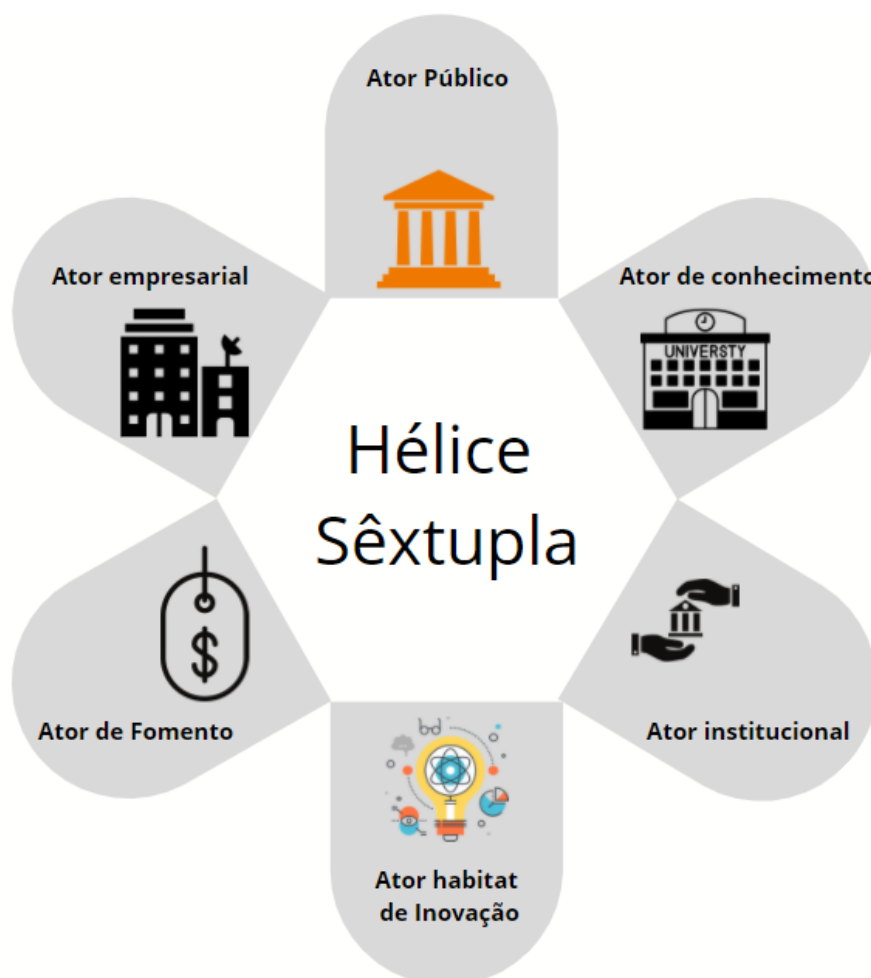 Ator Público
Ator empresarial
Ator de conhecimento
UNIVERSTY
Hélice
Sêxtupla
$
Ator de Fomento
Ator institucional
Ator habitat
de Inovação